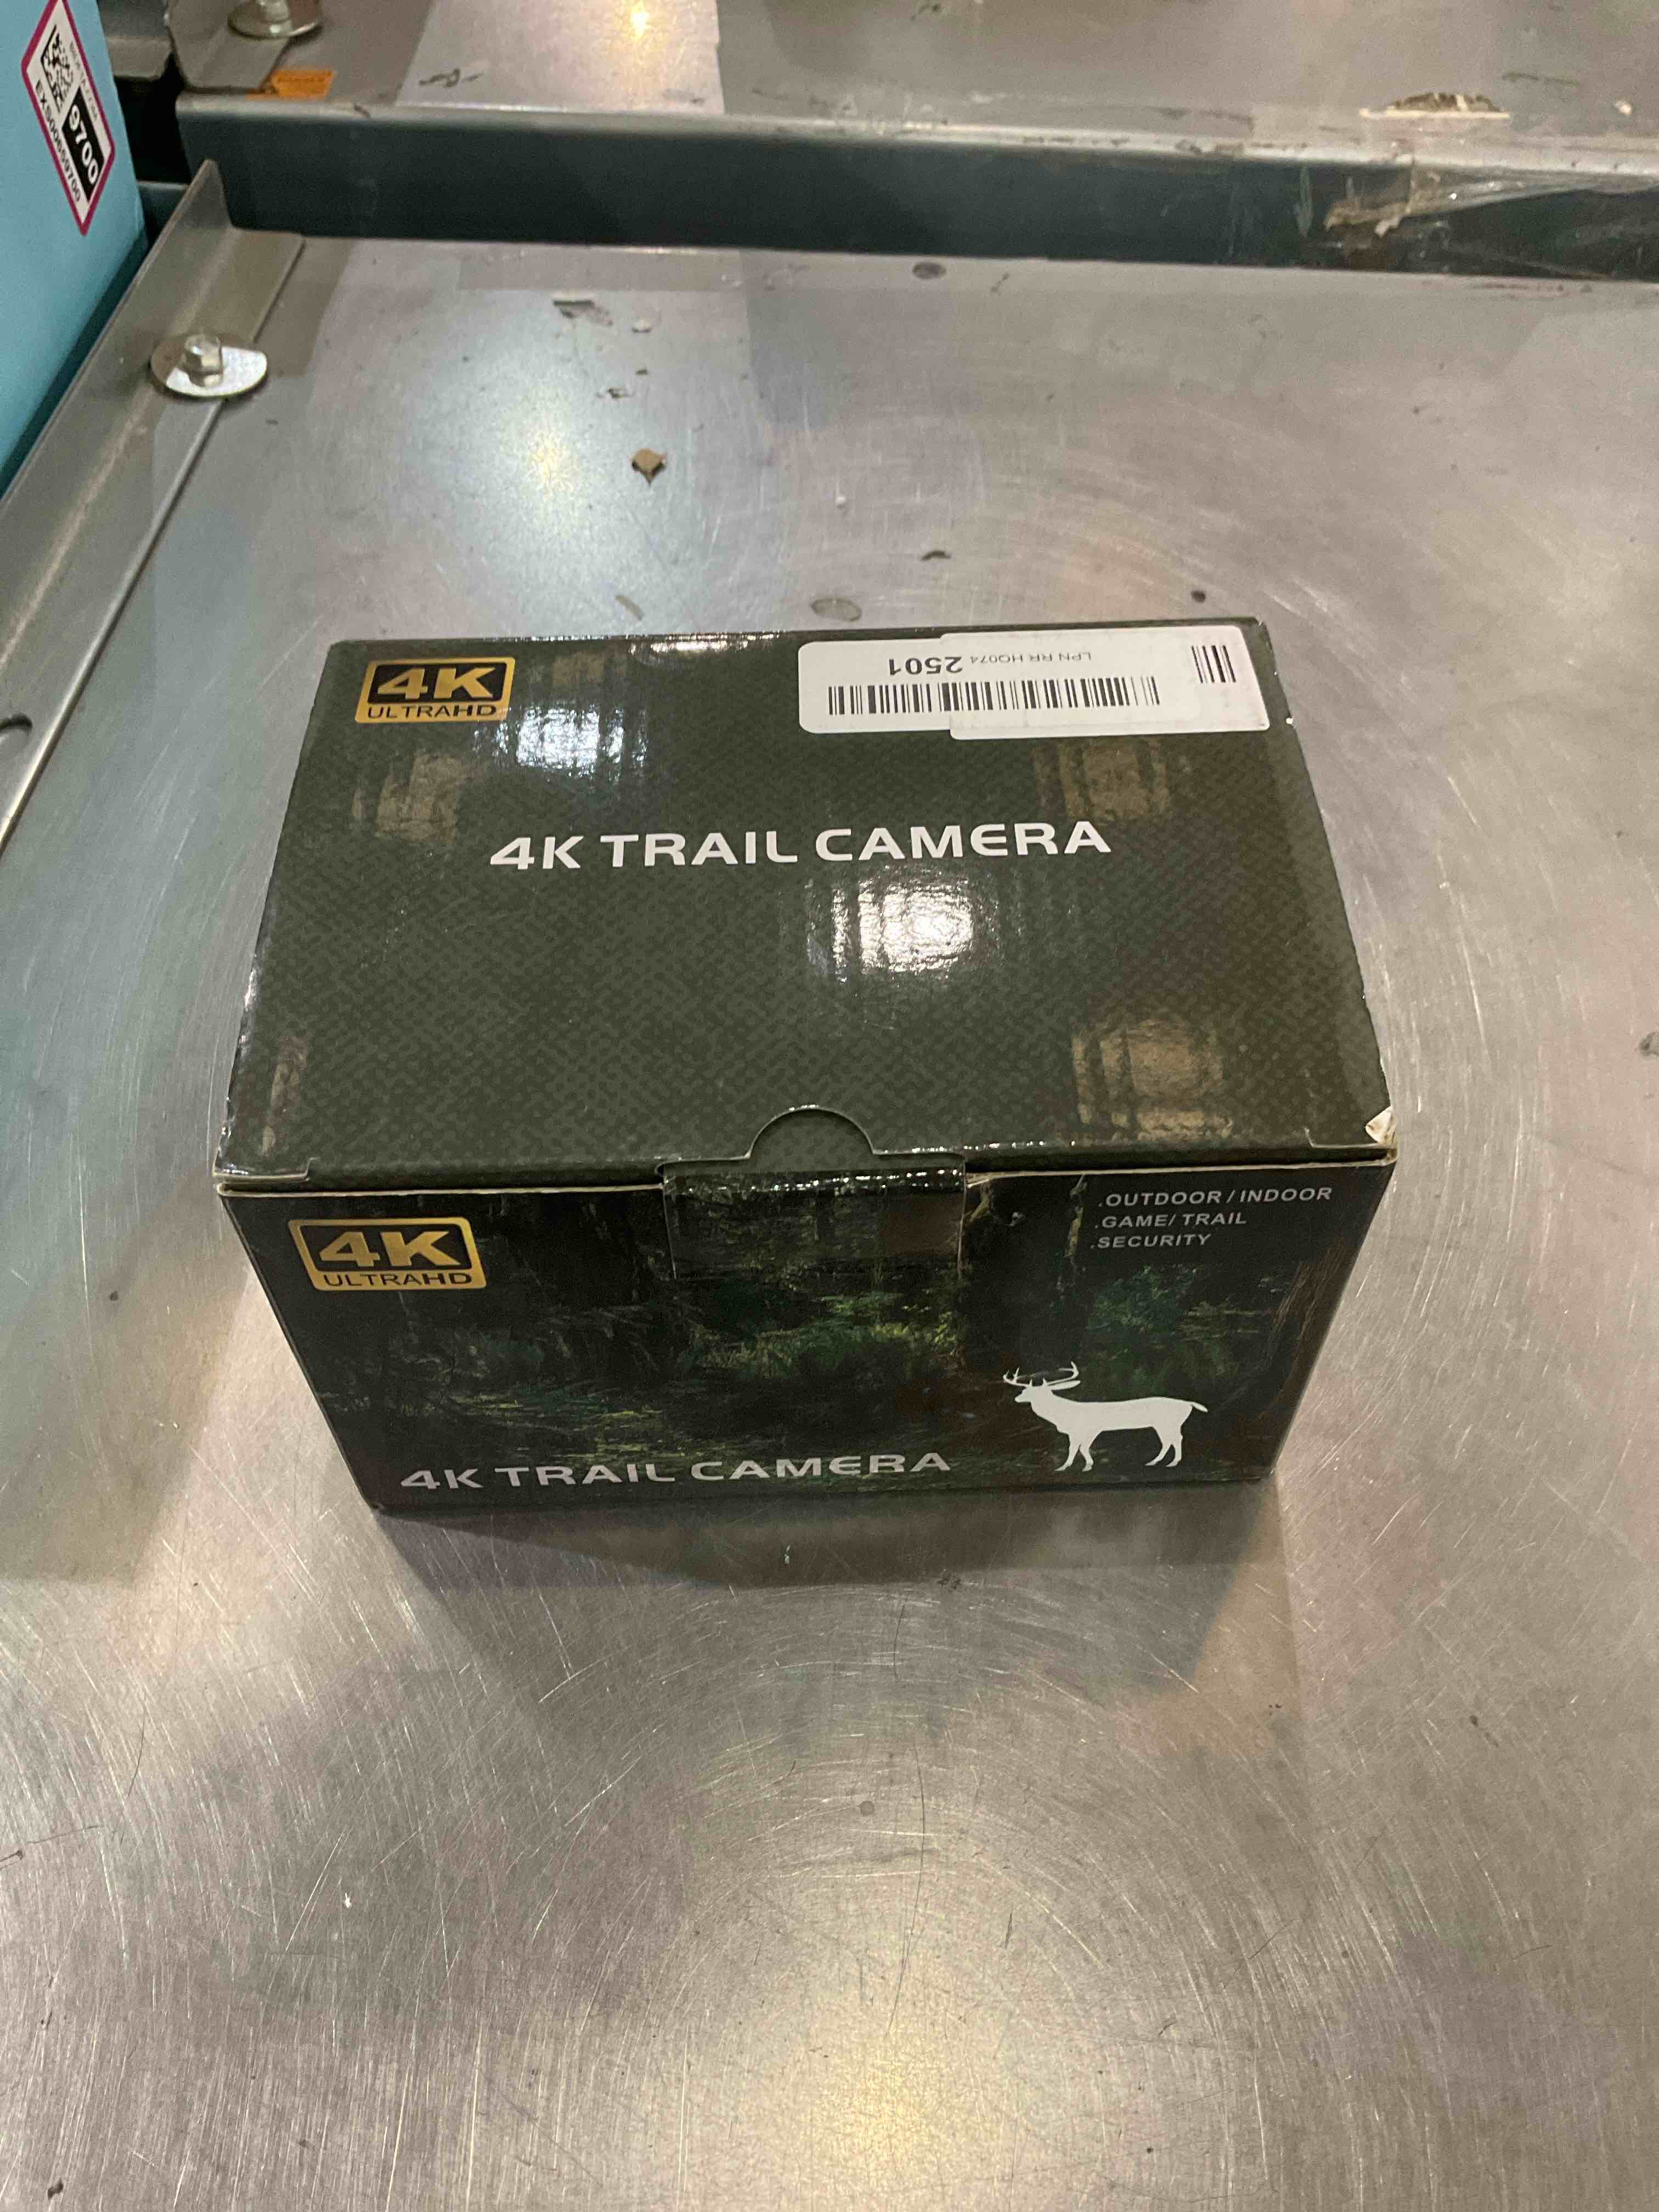 9700
EX500659700
4K
ULTRAHD
LPN RR HQ074 2501
4K TRAIL CAMERA
.OUTDOOR / INDOOR
.GAME/ TRAIL
.SECURITY
4K
ULTRAHD
4K TRAIL CAMERA